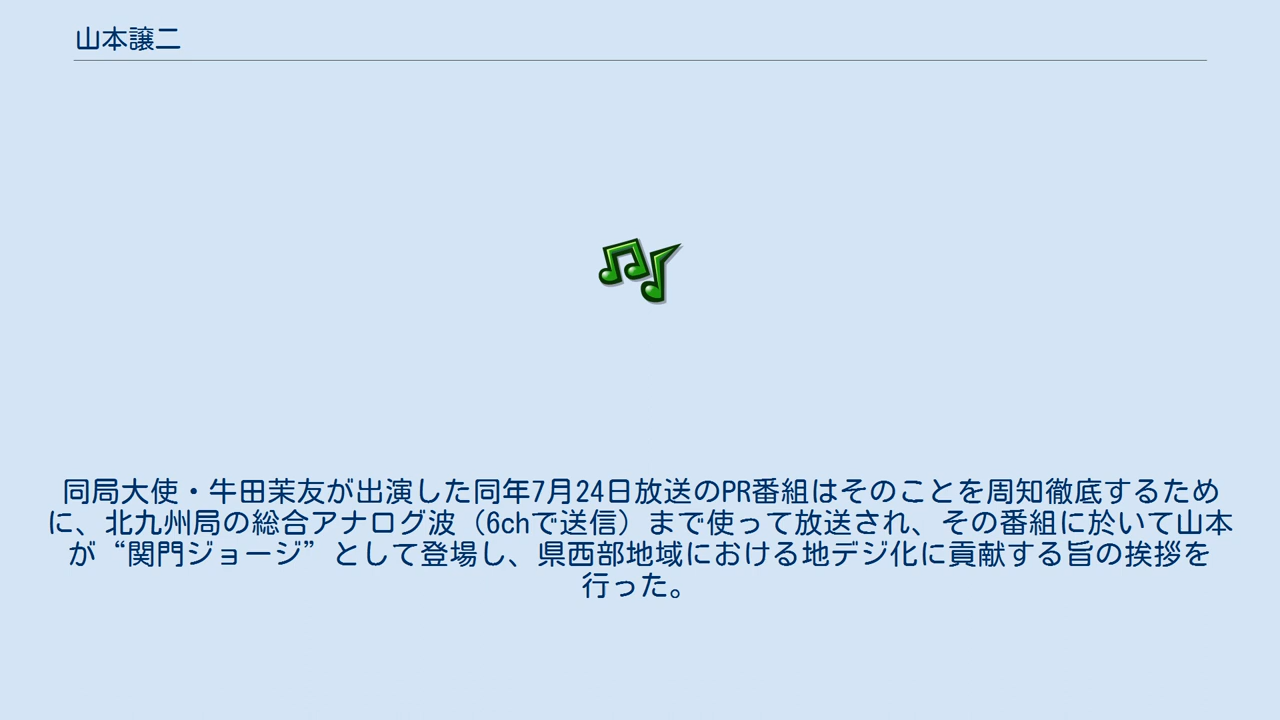 山本譲二
同局大使・牛田茉友が出演した同年7月24日放送のPR番組はそのことを周知徹底するため
に、北九州局の総合アナログ波（6chで送信）まで使って放送され、その番組に於いて山本
が“関門ジョージ”として登場し、県西部地域における地デジ化に貢献する旨の挨拶を
行った。